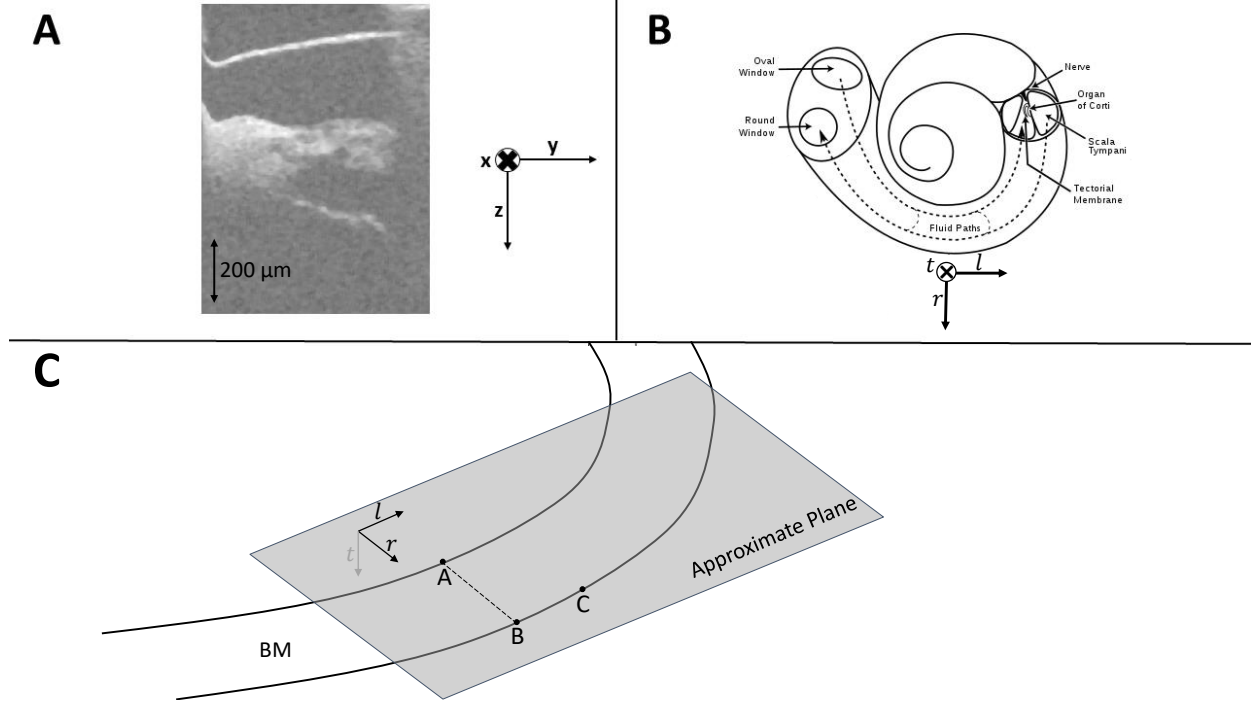 A
200 µm
x
y
z
B
Oval
Window
Round
Window
Nerve
Organ
of Corti
Scala
Tympani
Tectorial
Membrane
Fluid Paths
t
l
r
C
l
r
t
A
B
C
BM
Approximate Plane